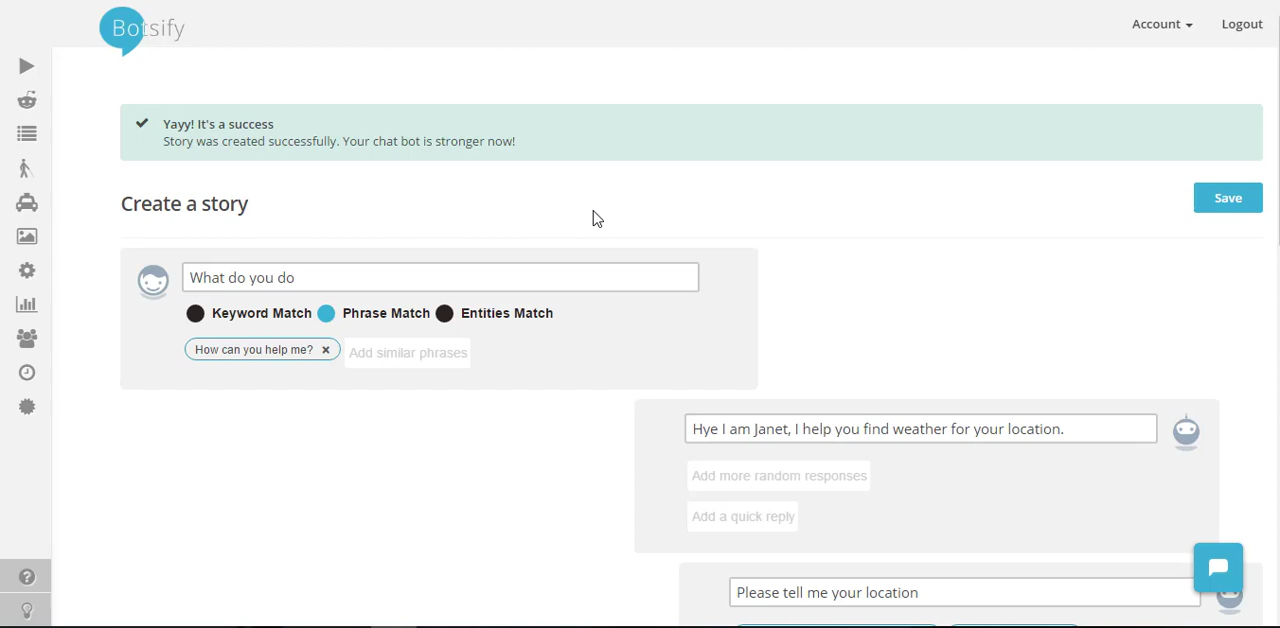 Botsify
Account
Logout
Yayy! It's a success
Story was created successfully. Your chat bot is stronger now!
Create a story
Save
What do you do
Keyword Match Phrase Match Entities Match
How can you help me? x Add similar phrases
Hye I am Janet, I help you find weather for your location.
Add more random responses
Add a quick reply
Please tell me your location